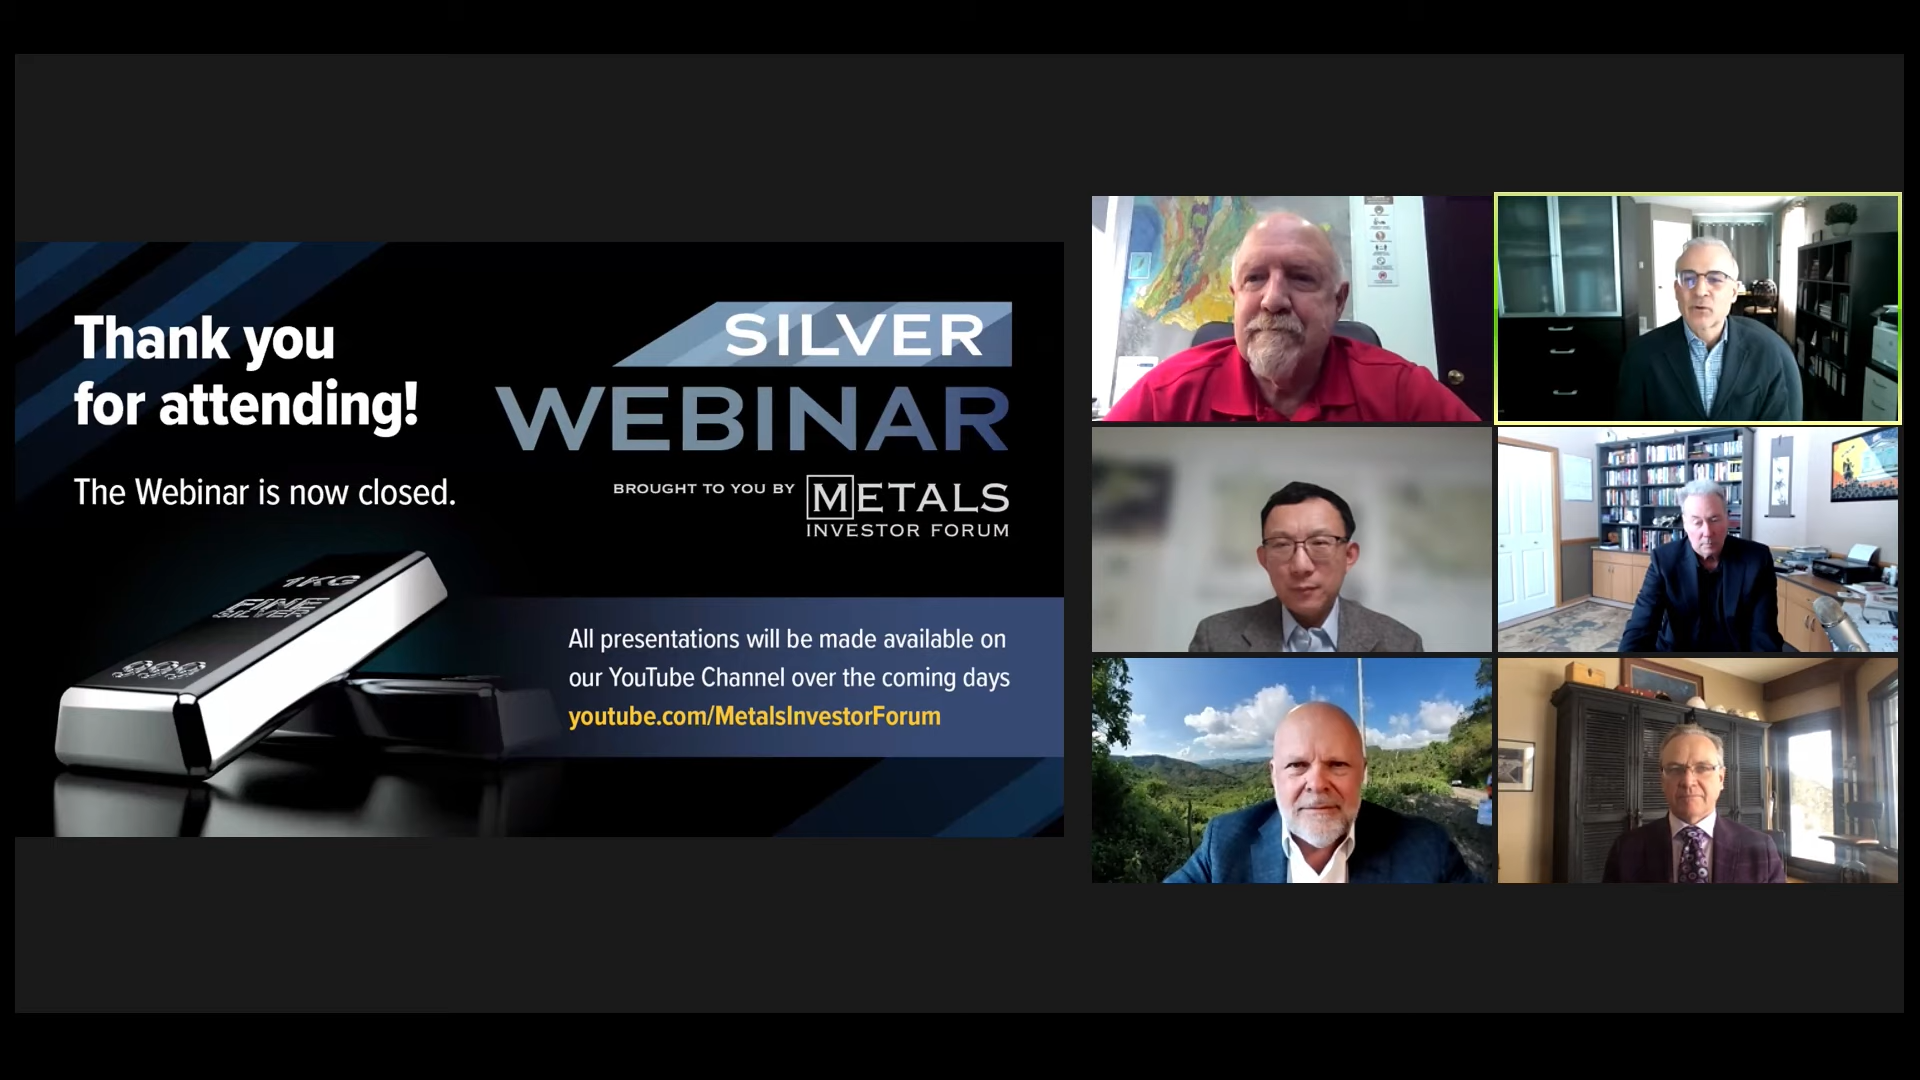 Thank you
for attending!
The Webinar is now closed.
SILVER
WEBINAR
BROUGHT TO YOU BY METALS
INVESTOR FORUM
1KG
FINE
SILVER
999
All presentations will be made available on
our YouTube Channel over the coming days
youtube.com/MetalsInvestorForum